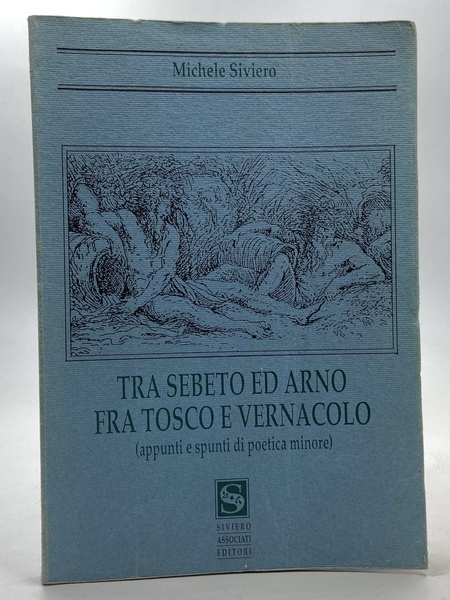 Michele Siviero
TRA SEBETO ED ARNO
FRA TOSCO E VERNACOLO
(appunti e spunti di poetica minore)
S
SIVIERO
ASSOCIATI
EDITORI